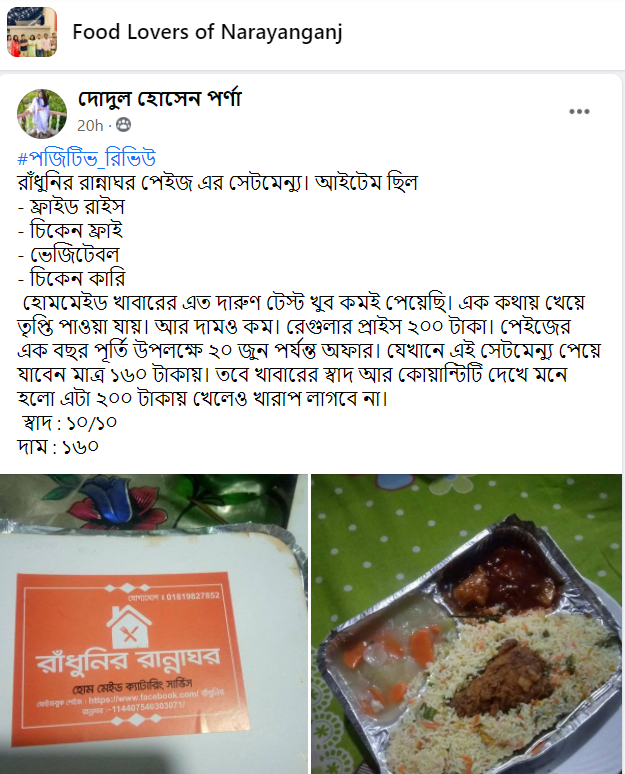 Food Lovers of Narayanganj
দোদুল হোসেন পর্ণা
20h ·
#পজিটিভ_রিভিউ
রাঁধুনির রান্নাঘর পেইজ এর সেটমেন্যু। আইটেম ছিল
- ফ্রাইড রাইস
- চিকেন ফ্রাই
- ভেজিটেবল
- চিকেন কারি
হোমমেইড খাবারের এত দারুণ টেস্ট খুব কমই পেয়েছি। এক কথায় খেয়ে
তৃপ্তি পাওয়া যায়। আর দামও কম। রেগুলার প্রাইস ২০০ টাকা। পেইজের
এক বছর পূর্তি উপলক্ষে ২০ জুন পর্যন্ত অফার। যেখানে এই সেটমেন্যু পেয়ে
যাবেন মাত্র ১৬০ টাকায়। তবে খাবারের স্বাদ আর কোয়ান্টিটি দেখে মনে
হলো এটা ২০০ টাকায় খেলেও খারাপ লাগবে না।
স্বাদ : ১০/১০
দাম : ১৬০
যোগাযোগ : 01819827852
রাঁধুনির রান্নাঘর
হোম মেইড ক্যাটারিং সার্ভিস
ফেইসবুক পেইজ : https://www.facebook.com/ রাঁধুনির
রান্নাঘর :-114407540303071/